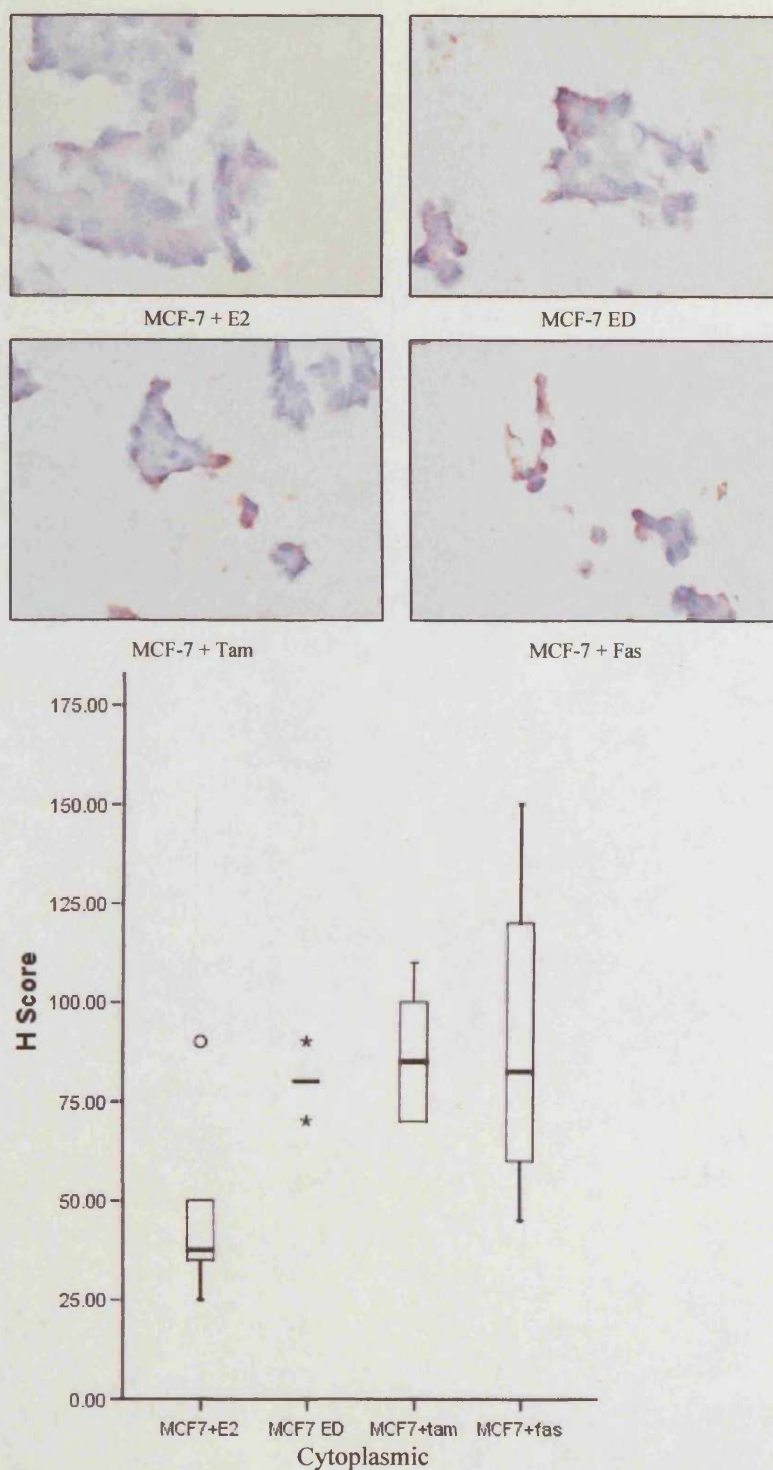 MCF-7 + E2
MCF-7 ED
MCF-7 + Tam
MCF-7 + Fas
175.00
150.00
125.00
100.00
75.00
50.00
25.00
0.00
H Score
MCF7+E2 MCF7 ED MCF7+tam MCF7+fas
Cytoplasmic